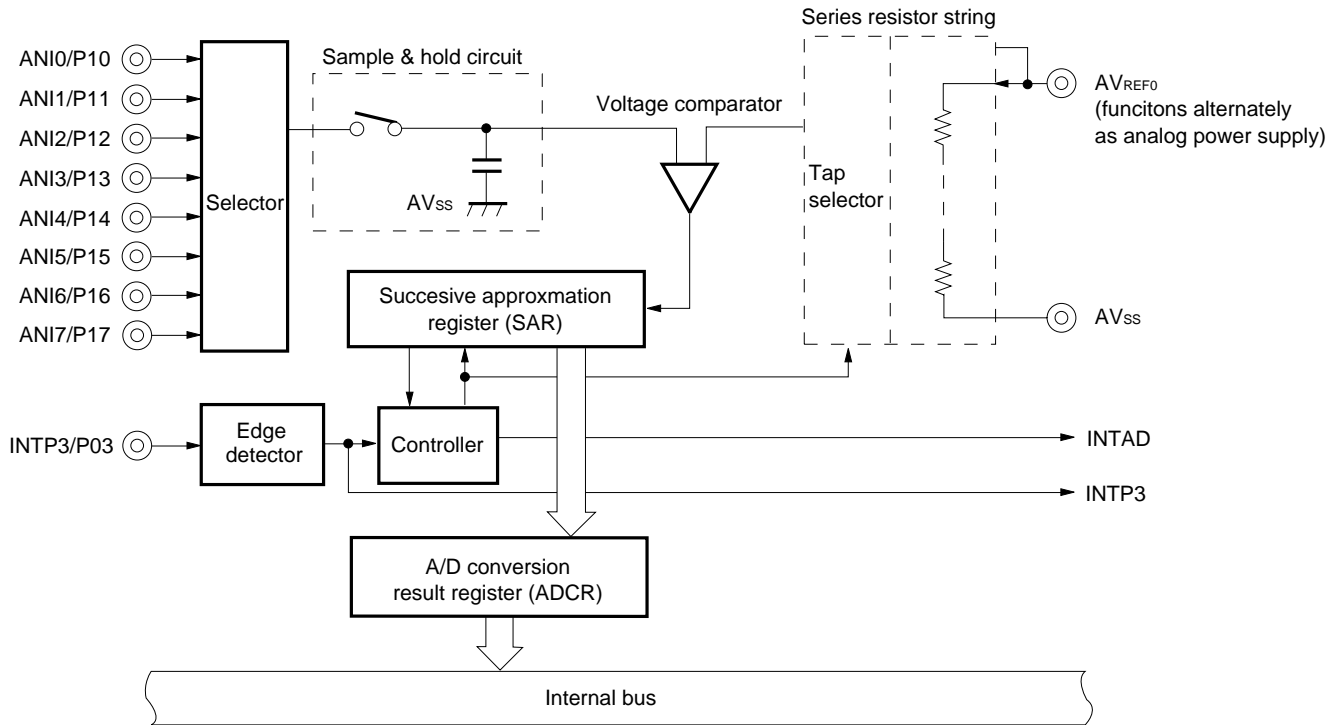 Series resistor string
ANI0/P10
ANI1/P11
ANI2/P12
ANI3/P13
ANI4/P14
ANI5/P15
ANI6/P16
ANI7/P17
Selector
Sample & hold circuit
AVSS
Voltage comparator
Tap
selector
AVREF0
(funcitons alternately
as analog power supply)
AVSS
Succesive approxmation
register (SAR)
INTP3/P03
Edge
detector
Controller
INTAD
INTP3
A/D conversion
result register (ADCR)
Internal bus